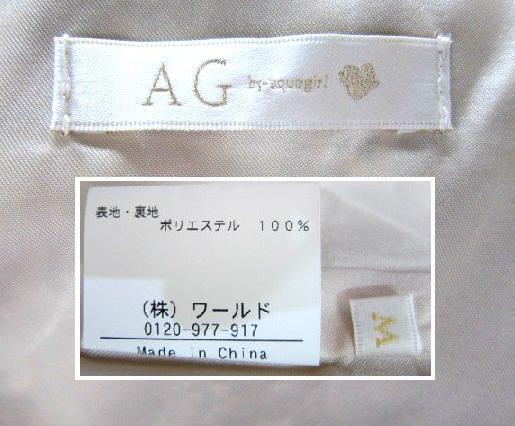 AG by-aquagirl
表地・裏地
ポリエステル 100%
(株)ワールド
0120-977-917
Made in China
M